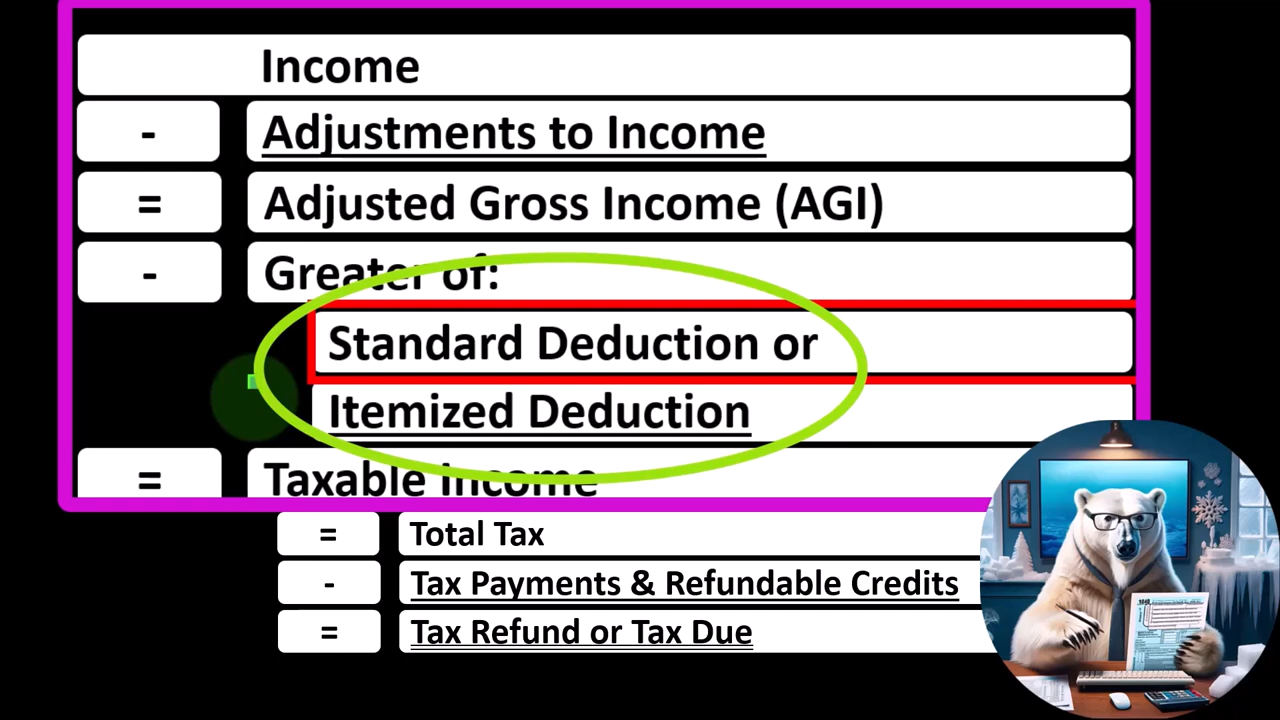 Income
- Adjustments to Income
= Adjusted Gross Income (AGI)
- Greater of:
Standard Deduction or
Itemized Deduction
= Taxable Income
= Total Tax
- Tax Payments & Refundable Credits
= Tax Refund or Tax Due